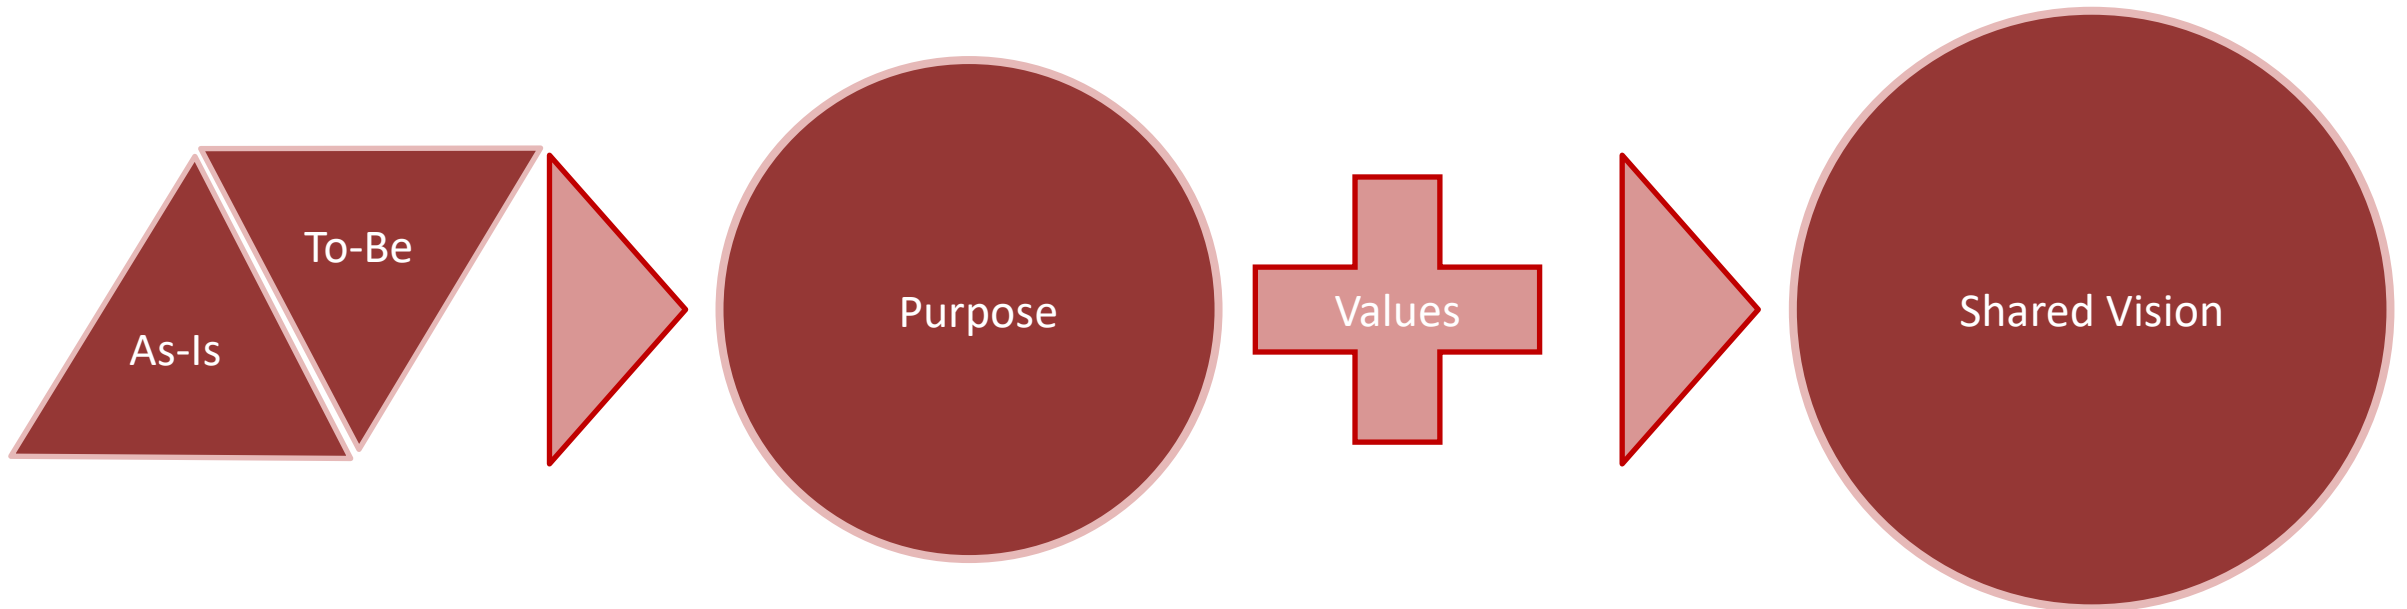 As-Is
To-Be
Purpose
Values
Shared Vision